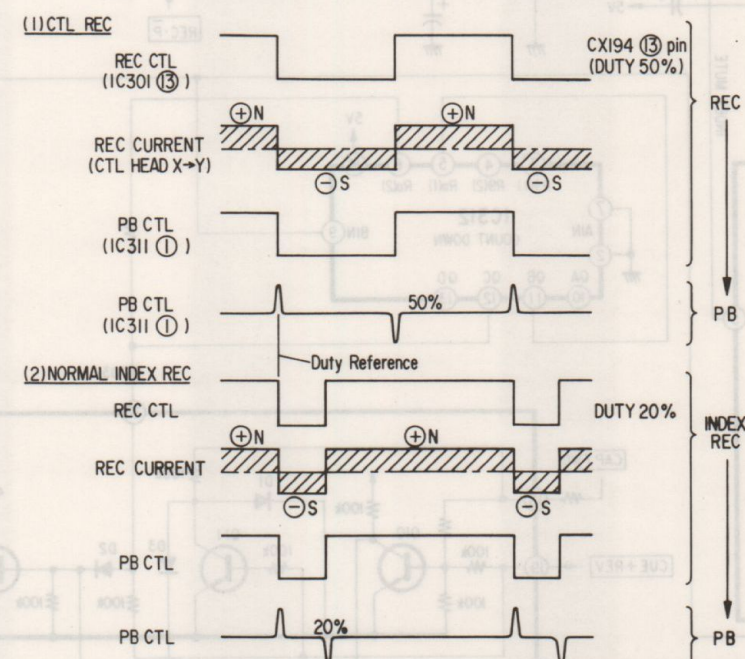 (1) CTL REC
REC CTL
(IC301 ⑬)
CX194 ⑬ pin
(DUTY 50%)
REC
⊕N
⊕N
REC CURRENT
(CTL HEAD X→Y)
⊖S
⊖S
PB CTL
(IC311 ①)
PB CTL
(IC311 ①)
50%
PB
Duty Reference
(2) NORMAL INDEX REC
REC CTL
DUTY 20%
INDEX
REC
⊕N
⊕N
REC CURRENT
⊖S
⊖S
PB CTL
PB CTL
20%
PB